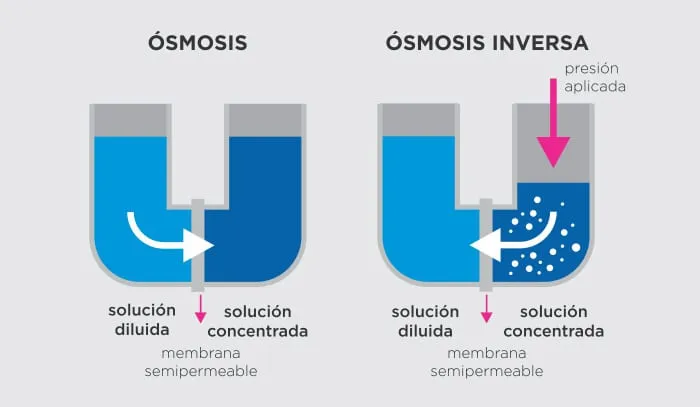 ÓSMOSIS
solución
diluida
solución
concentrada
membrana
semipermeable
ÓSMOSIS INVERSA
presión
aplicada
solución
diluida
solución
concentrada
membrana
semipermeable